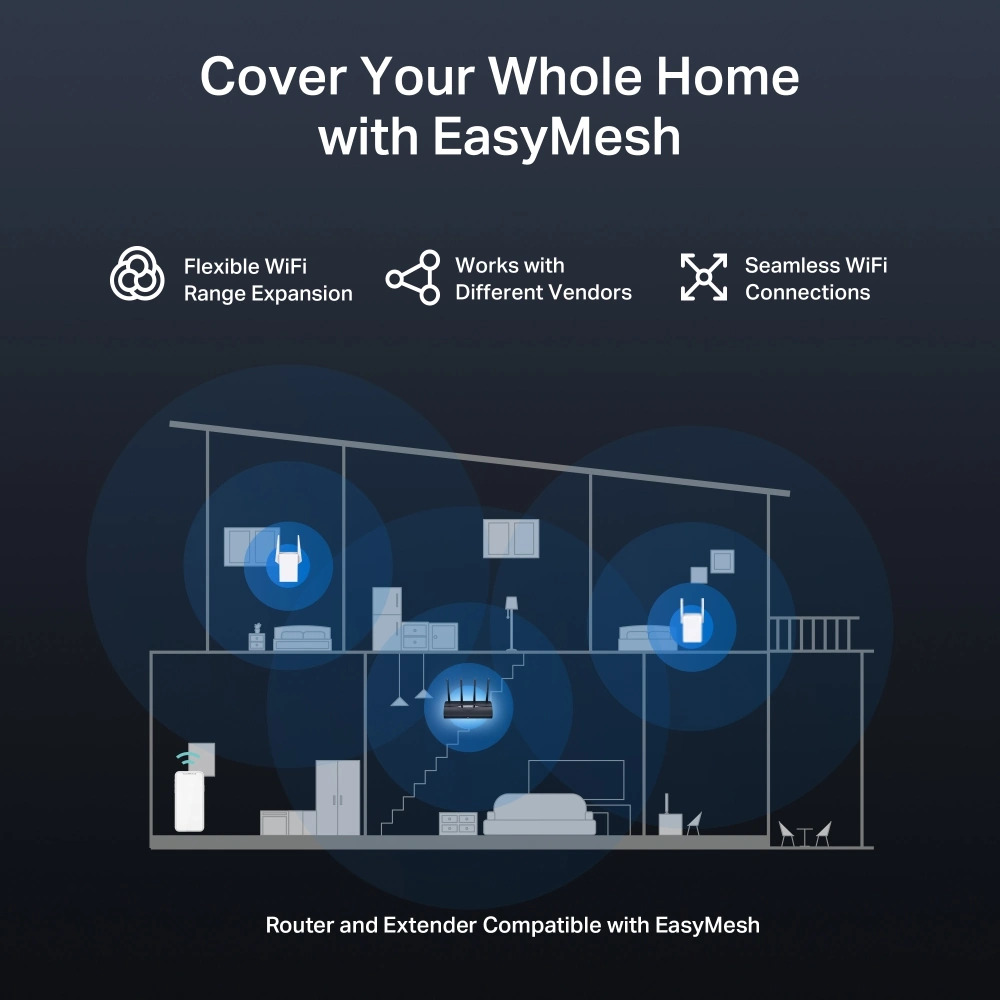 Cover Your Whole Home
with EasyMesh
Flexible WiFi
Range Expansion
Works with
Different Vendors
Seamless WiFi
Connections
Router and Extender Compatible with EasyMesh